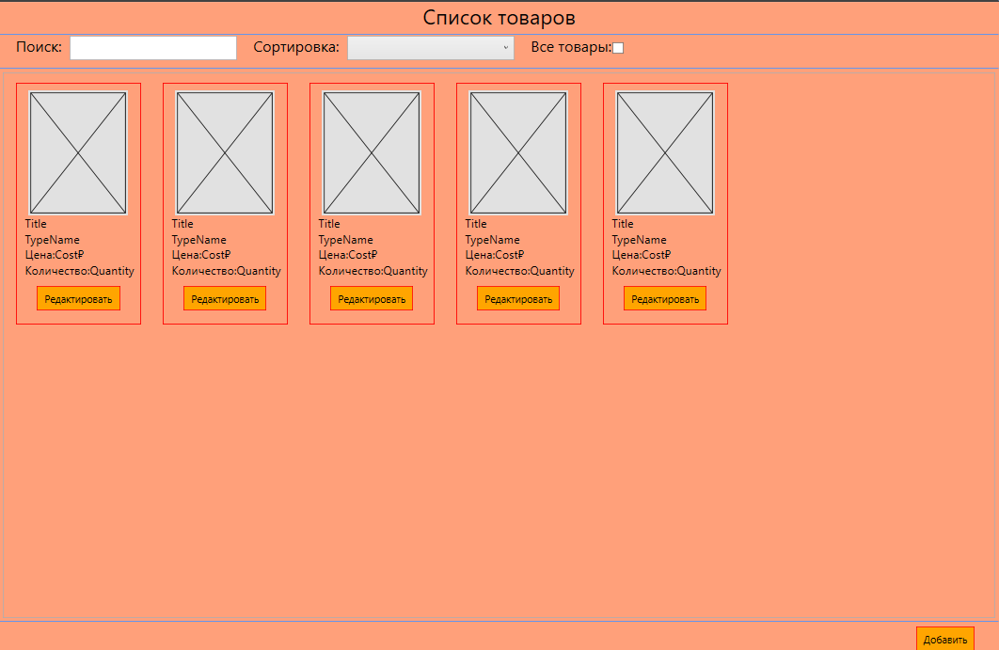 Список товаров
Поиск: Сортировка: Все товары:
Title Title Title Title Title
TypeName TypeName TypeName TypeName TypeName
Цена:Cost₽ Цена:Cost₽ Цена:Cost₽ Цена:Cost₽ Цена:Cost₽
Количество:Quantity Количество:Quantity Количество:Quantity Количество:Quantity Количество:Quantity
Редактировать Редактировать Редактировать Редактировать Редактировать
Добавить